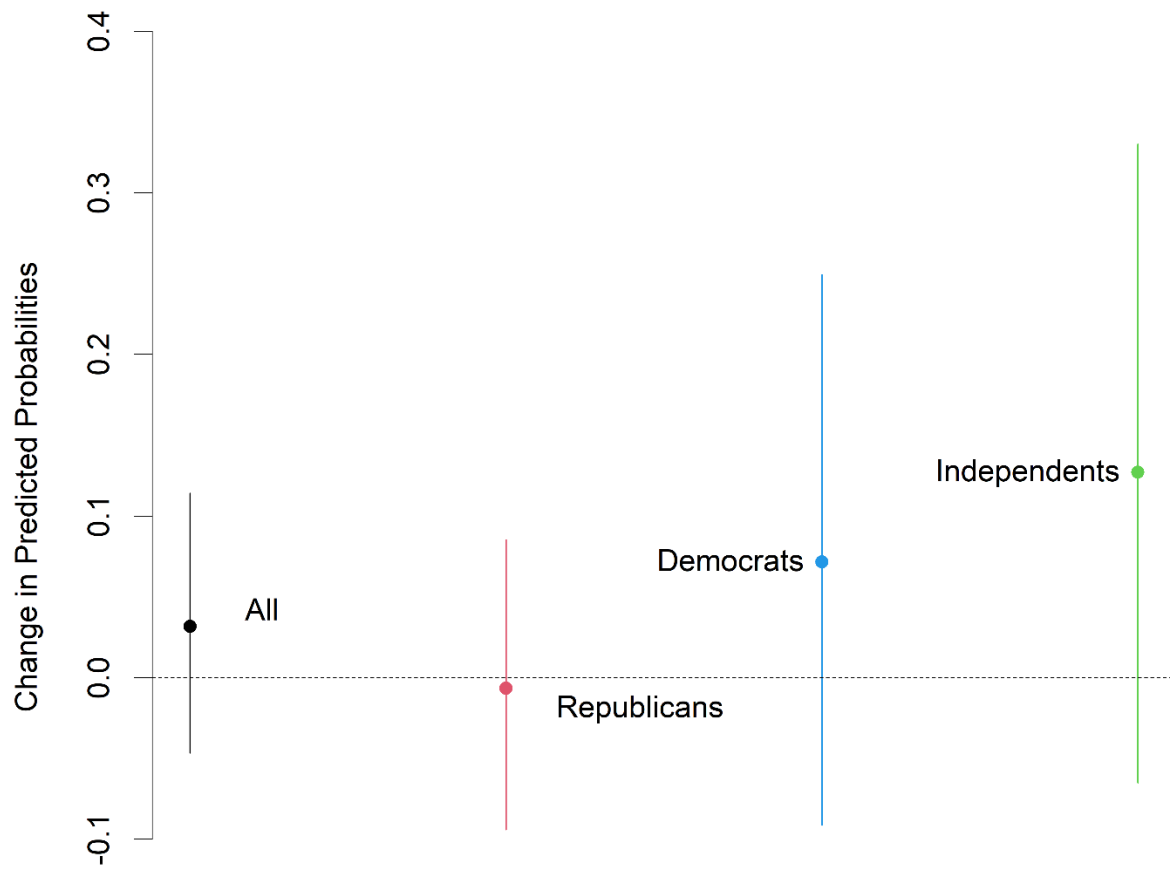 0.4
0.3
0.2
0.1
0.0
-0.1
Change in Predicted Probabilities
Independents
Democrats
All
Republicans